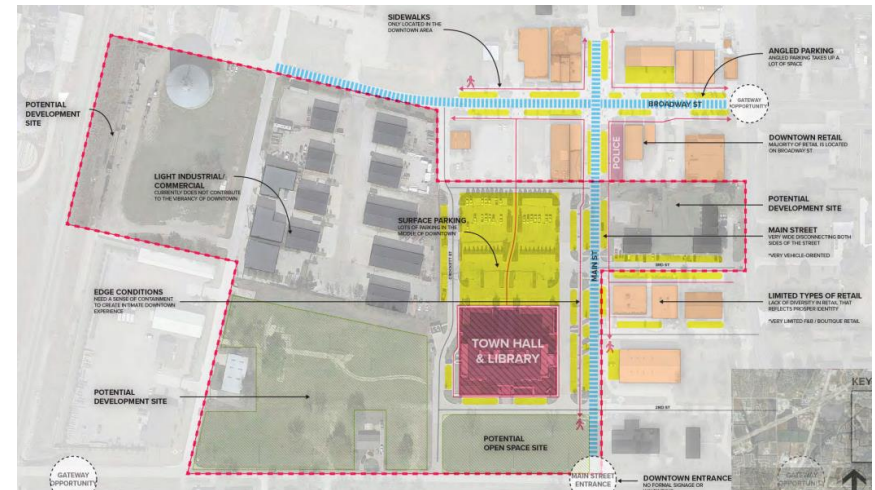 SIDEWALKS
ONLY LOCATED IN THE
DOWNTOWN AREA
ANGLED PARKING
ANGLED PARKING TAKES UP A
LOT OF SPACE
POTENTIAL
DEVELOPMENT
SITE
BROADWAY ST
GATEWAY
OPPORTUNITY
DOWNTOWN RETAIL
MAJORITY OF RETAIL IS LOCATED
ON BROADWAY ST
POLICE
LIGHT INDUSTRIAL/
COMMERCIAL
CURRENTLY DOES NOT CONTRIBUTE
TO THE VIBRANCY OF DOWNTOWN
POTENTIAL
DEVELOPMENT SITE
SURFACE PARKING
LOTS OF PARKING IN THE
MIDDLE OF DOWNTOWN
MAIN STREET
VERY WIDE DISCONNECTING BOTH
SIDES OF THE STREET
*VERY VEHICLE-ORIENTED
MAIN ST
CROCKETT ST
3RD ST
EDGE CONDITIONS
NEED A SENSE OF CONTAINMENT
TO CREATE INTIMATE DOWNTOWN
EXPERIENCE
LIMITED TYPES OF RETAIL
LACK OF DIVERSITY IN RETAIL THAT
REFLECTS PROSPER IDENTITY
*VERY LIMITED F&B / BOUTIQUE RETAIL
TOWN HALL
& LIBRARY
KEY
POTENTIAL
DEVELOPMENT SITE
2ND ST
POTENTIAL
OPEN SPACE SITE
GATEWAY
OPPORTUNITY
MAIN STREET
ENTRANCE
DOWNTOWN ENTRANCE
NO FORMAL SIGNAGE OR
GATEWAY
OPPORTUNITY